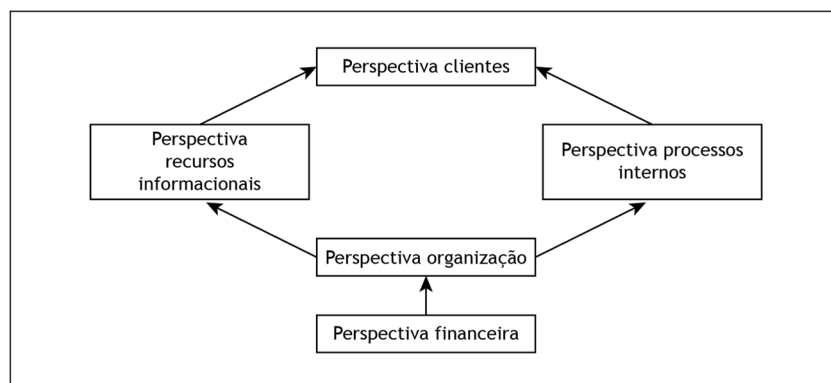 Perspectiva clientes
Perspectiva
recursos
informacionais
Perspectiva processos
internos
Perspectiva organização
Perspectiva financeira